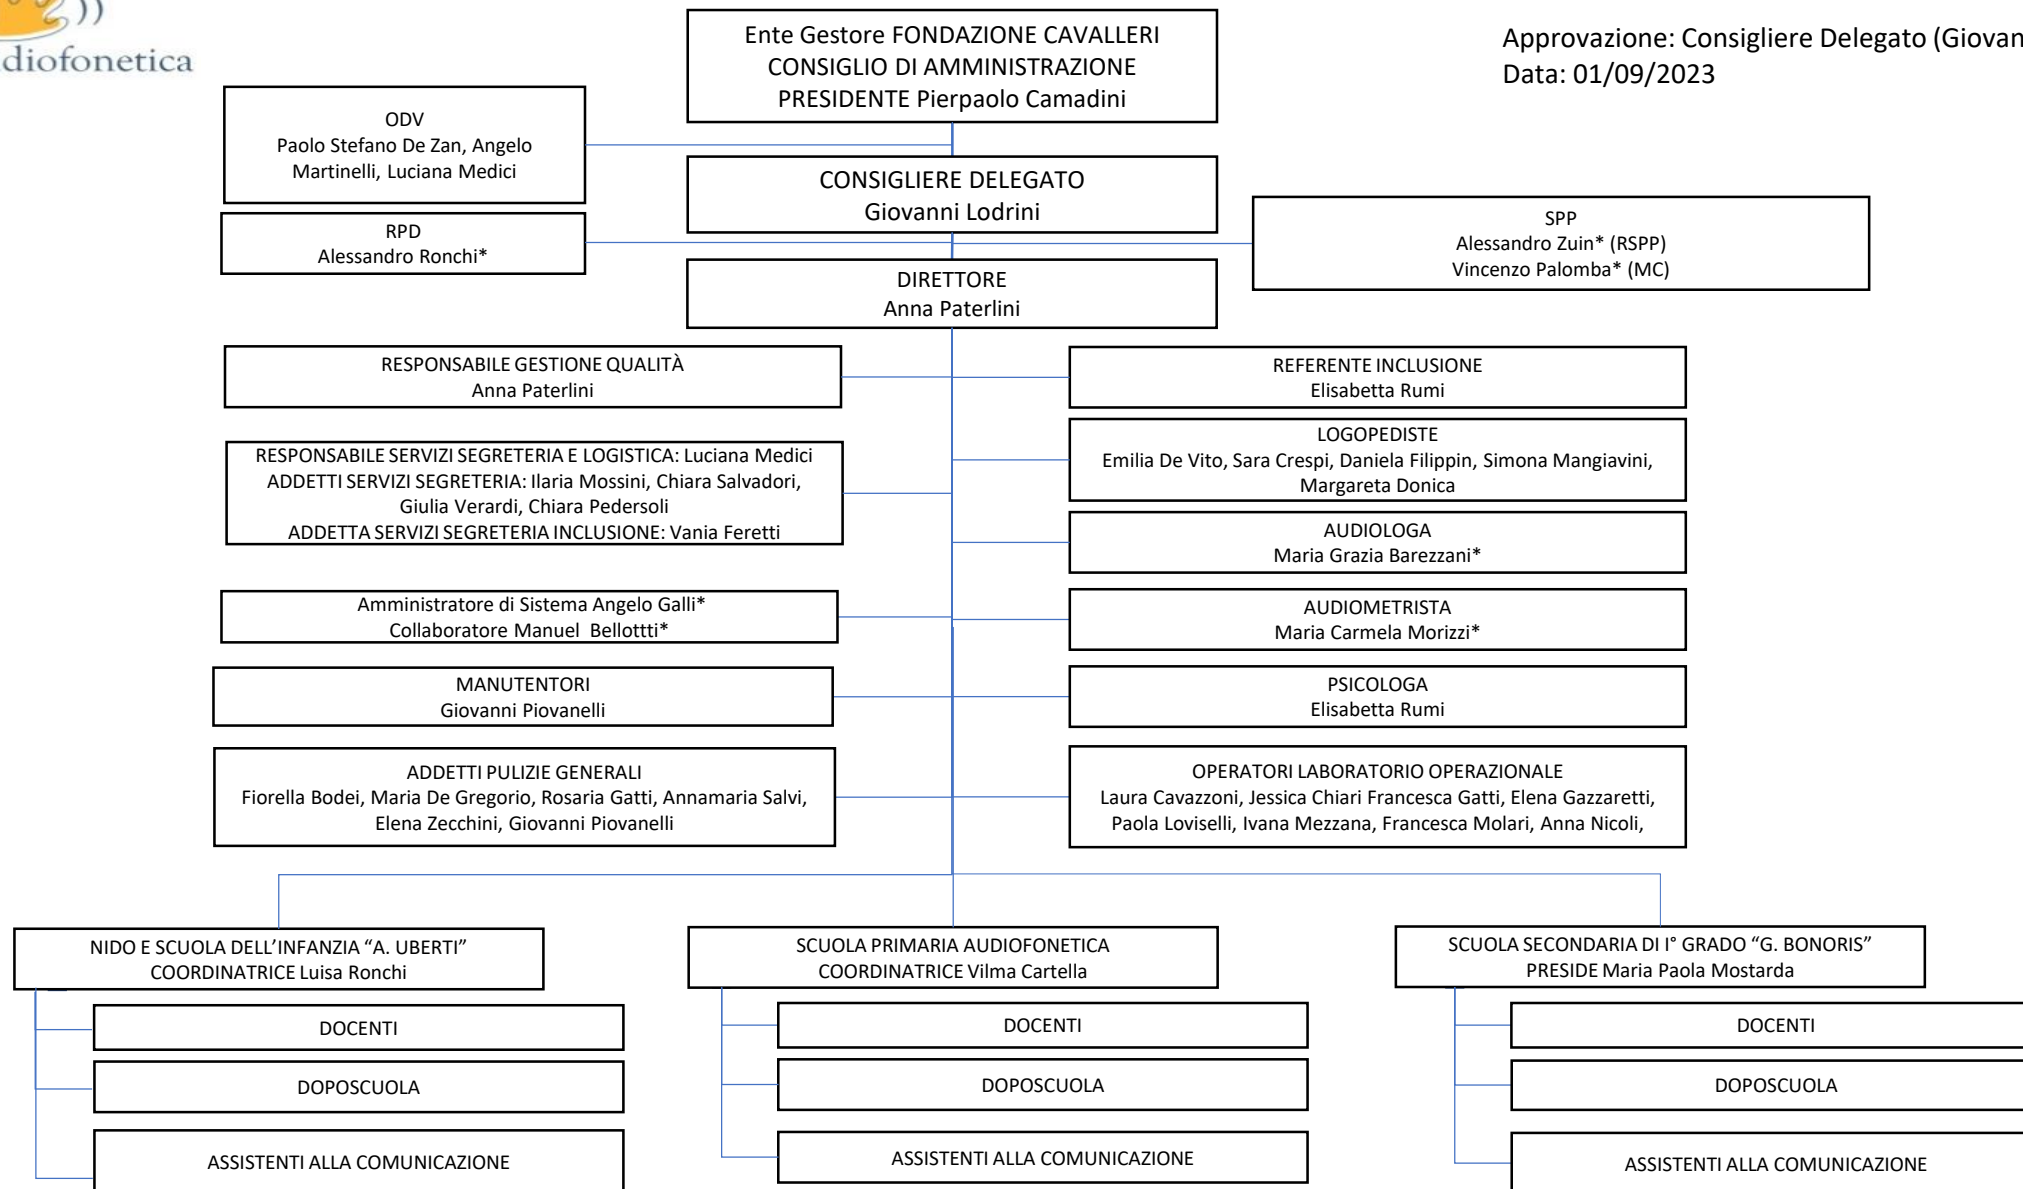 diofonetica
Ente Gestore FONDAZIONE CAVALLERI
CONSIGLIO DI AMMINISTRAZIONE
PRESIDENTE Pierpaolo Camadini
Approvazione: Consigliere Delegato (Giovan
Data: 01/09/2023
ODV
Paolo Stefano De Zan, Angelo
Martinelli, Luciana Medici
CONSIGLIERE DELEGATO
Giovanni Lodrini
RPD
Alessandro Ronchi*
SPP
Alessandro Zuin* (RSPP)
Vincenzo Palomba* (MC)
DIRETTORE
Anna Paterlini
RESPONSABILE GESTIONE QUALITÀ
Anna Paterlini
REFERENTE INCLUSIONE
Elisabetta Rumi
RESPONSABILE SERVIZI SEGRETERIA E LOGISTICA: Luciana Medici
ADDETTI SERVIZI SEGRETERIA: Ilaria Mossini, Chiara Salvadori,
Giulia Verardi, Chiara Pedersoli
ADDETTA SERVIZI SEGRETERIA INCLUSIONE: Vania Feretti
LOGOPEDISTE
Emilia De Vito, Sara Crespi, Daniela Filippin, Simona Mangiavini,
Margareta Donica
AUDIOLOGA
Maria Grazia Barezzani*
Amministratore di Sistema Angelo Galli*
Collaboratore Manuel  Bellottti*
AUDIOMETRISTA
Maria Carmela Morizzi*
MANUTENTORI
Giovanni Piovanelli
PSICOLOGA
Elisabetta Rumi
ADDETTI PULIZIE GENERALI
Fiorella Bodei, Maria De Gregorio, Rosaria Gatti, Annamaria Salvi,
Elena Zecchini, Giovanni Piovanelli
OPERATORI LABORATORIO OPERAZIONALE
Laura Cavazzoni, Jessica Chiari Francesca Gatti, Elena Gazzaretti,
Paola Loviselli, Ivana Mezzana, Francesca Molari, Anna Nicoli,
NIDO E SCUOLA DELL’INFANZIA “A. UBERTI”
COORDINATRICE Luisa Ronchi
DOCENTI
DOPOSCUOLA
ASSISTENTI ALLA COMUNICAZIONE
SCUOLA PRIMARIA AUDIOFONETICA
COORDINATRICE Vilma Cartella
DOCENTI
DOPOSCUOLA
ASSISTENTI ALLA COMUNICAZIONE
SCUOLA SECONDARIA DI I° GRADO “G. BONORIS”
PRESIDE Maria Paola Mostarda
DOCENTI
DOPOSCUOLA
ASSISTENTI ALLA COMUNICAZIONE